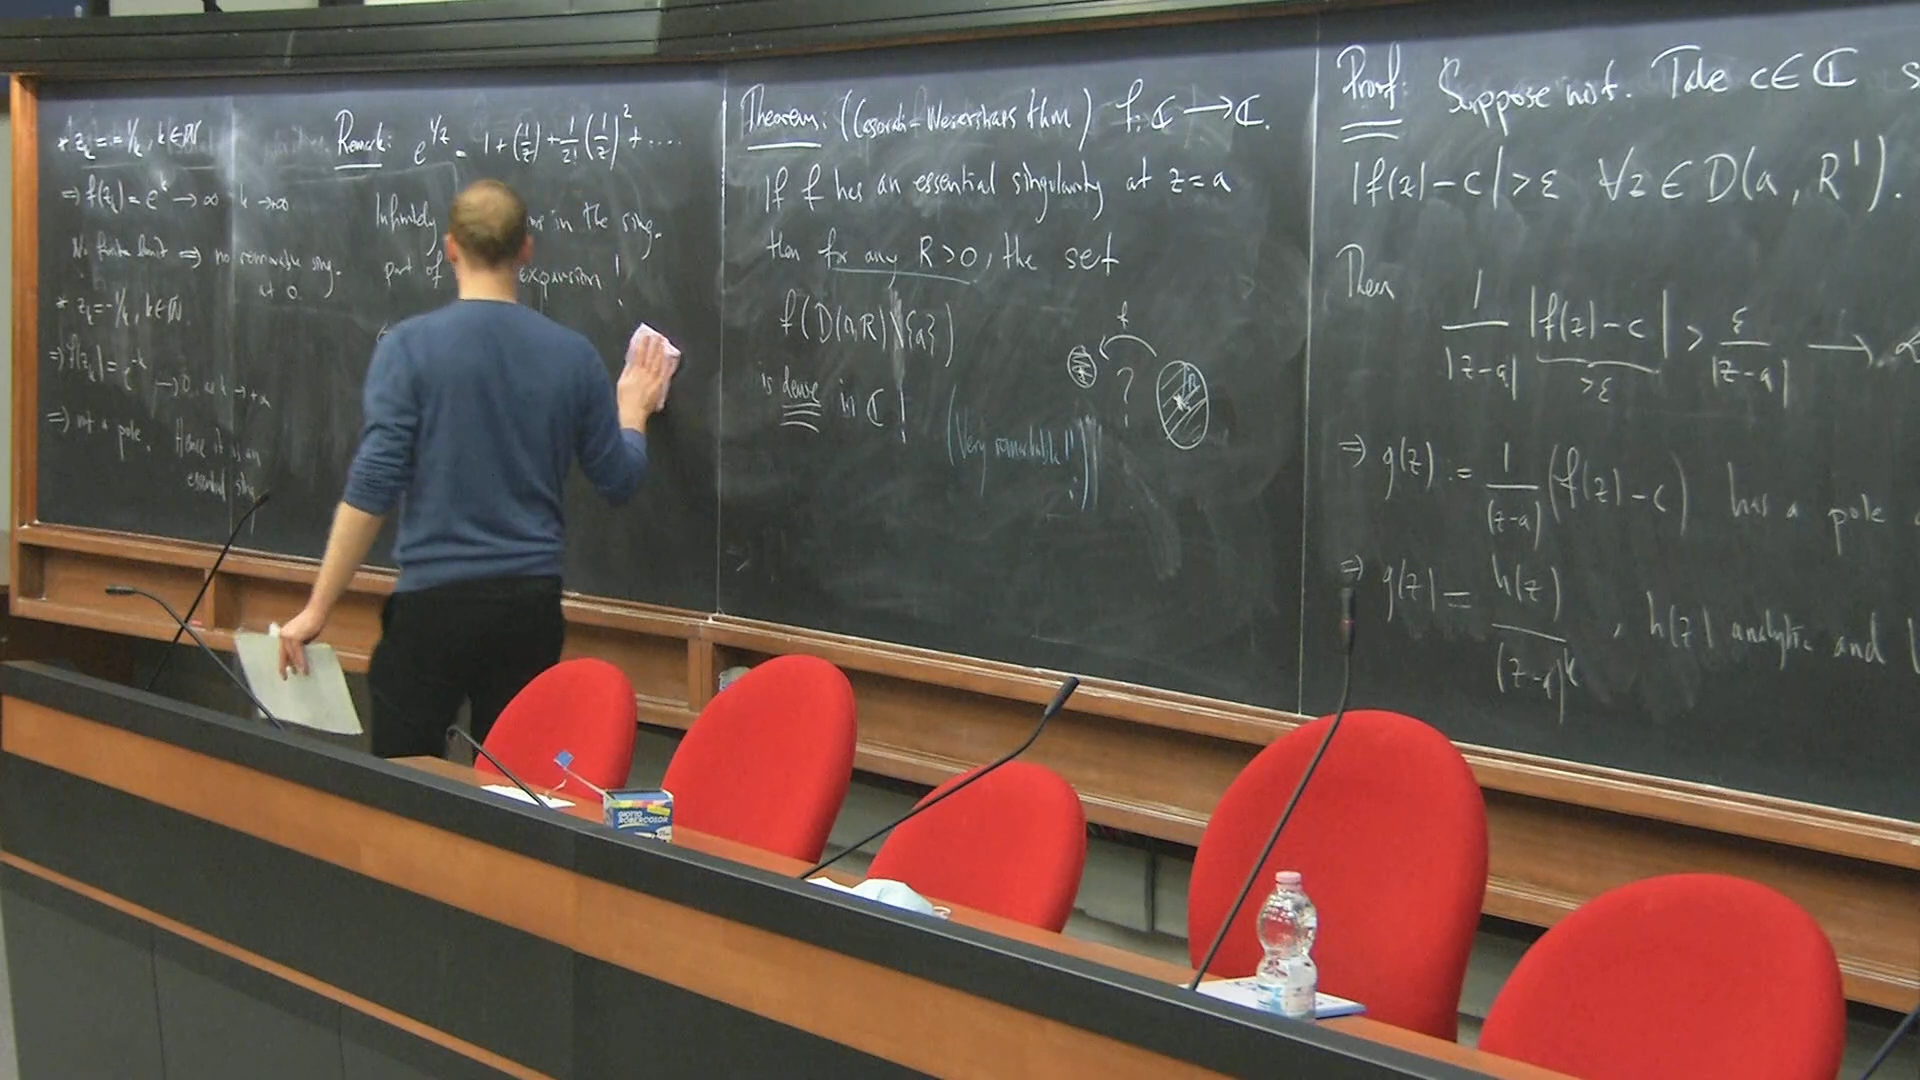 * z_k = 1/k, k ∈ ℕ
⇒ f(z_k) = e^k → ∞ k → ∞.
No finite limit ⇒ no removable sing.
at 0.
* z_k = -1/k, k ∈ ℕ.
⇒ f(z_k) = e^{-k} → 0 as k → +∞
⇒ not a pole. Hence it is an
essential sing.
Remark: e^{1/z} = 1 + (1/z) + 1/2! (1/z)^2 + ....
Infinitely in the sing.
part of expansion!
Theorem: (Casorati-Weierstrass thm) f: ℂ → ℂ.
If f has an essential singularity at z = a
then for any R > 0, the set
f(D(a,R)\{a})
is dense in ℂ!
f
?
(Very remarkable!!)
Proof: Suppose not. Take c ∈ ℂ s
|f(z) - c| > ε ∀z ∈ D(a, R').
Then
1/|z-a| |f(z) - c| > ε/|z-a| →
> ε
⇒ g(z) := 1/(z-a) (f(z) - c) has a pole
⇒ g(z) = h(z)/(z-a)^k, h(z) analytic and
GIOTTO
ROBERCOLOR